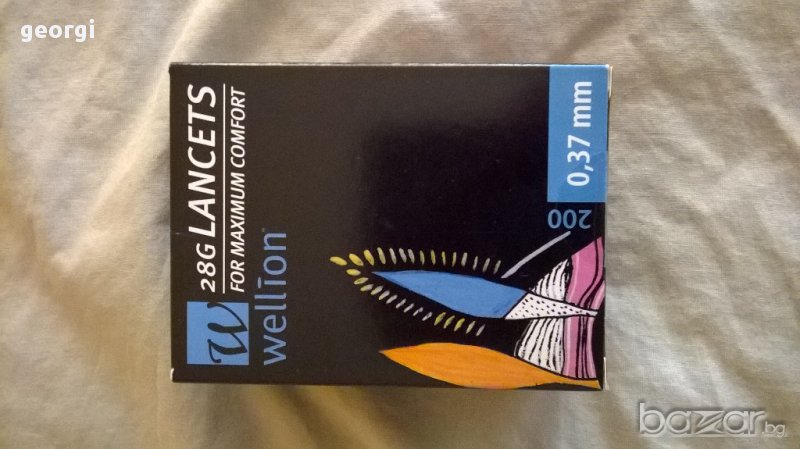 georgi
28G LANCETS
FOR MAXIMUM COMFORT
W
wellion
200
0,37 mm
bazar.bg